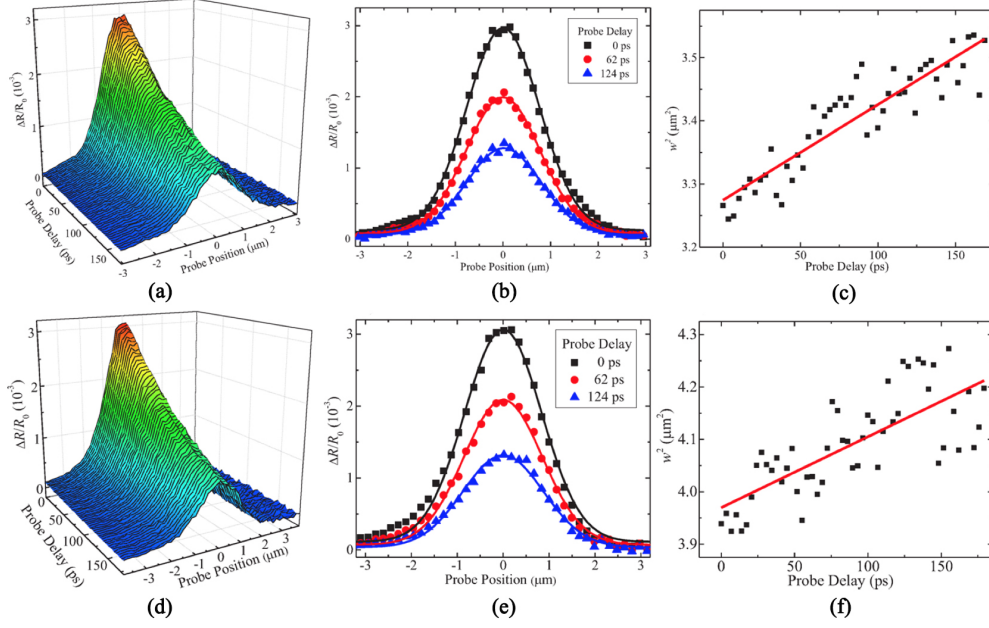 3
2
1
0
ΔR/R₀ (10⁻³)
0
50
100
150
Probe Delay (ps)
-3
-2
-1
0
1
2
3
Probe Position (μm)
(a)
3
2
1
0
ΔR/R₀ (10⁻³)
Probe Delay
0 ps
62 ps
124 ps
-3
-2
-1
0
1
2
3
Probe Position (μm)
(b)
3.5
3.4
3.3
3.2
w² (μm²)
0
50
100
150
Probe Delay (ps)
(c)
3
2
1
0
ΔR/R₀ (10⁻³)
0
50
100
150
Probe Delay (ps)
-3
-2
-1
0
1
2
3
Probe Position (μm)
(d)
3
2
1
0
ΔR/R₀ (10⁻³)
Probe Delay
0 ps
62 ps
124 ps
-3
-2
-1
0
1
2
3
Probe Position (μm)
(e)
4.3
4.2
4.1
4.0
3.9
w² (μm²)
0
50
100
150
Probe Delay (ps)
(f)